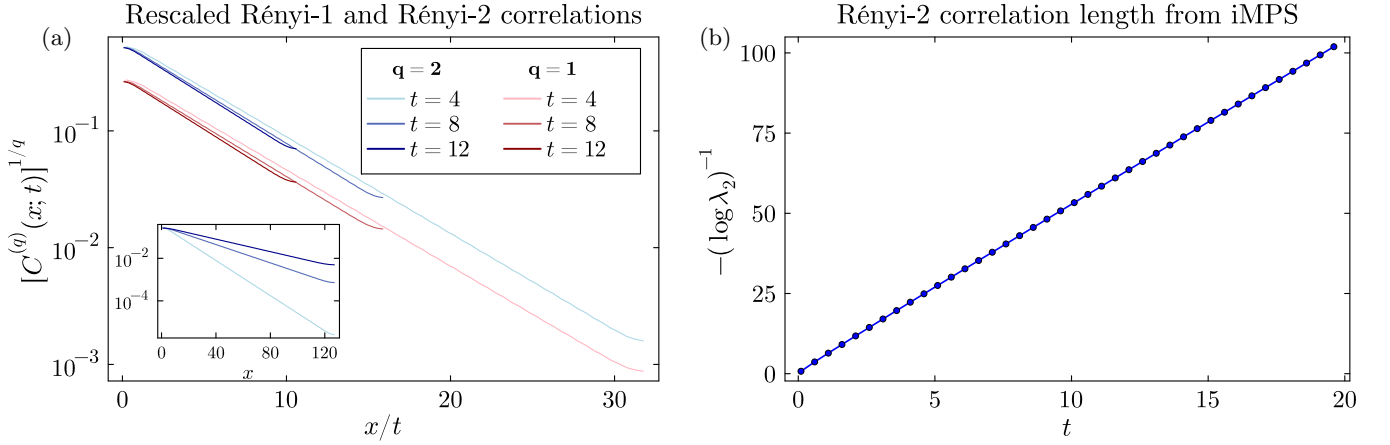 Rescaled Rényi-1 and Rényi-2 correlations
(a)
[C^(q)(x; t)]^1/q
10^−1
10^−2
10^−3
q = 2 q = 1
t = 4 t = 4
t = 8 t = 8
t = 12 t = 12
10^−2
10^−4
0 40 80 120
x
0 10 20 30
x/t
Rényi-2 correlation length from iMPS
(b)
−(log λ₂)^−1
100
75
50
25
0
0 5 10 15 20
t